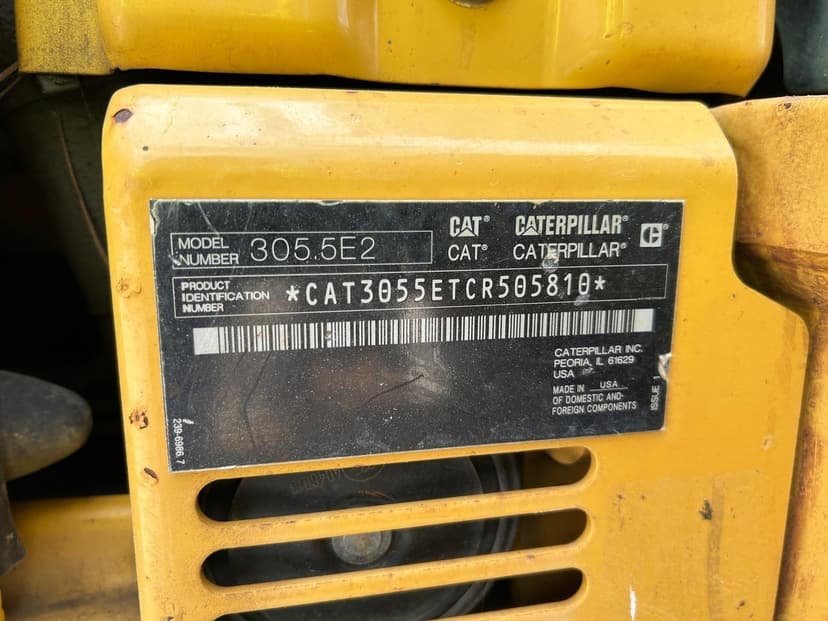 MODEL NUMBER 305.5E2
CAT® CATERPILLAR® C
CAT® CATERPILLAR®
PRODUCT IDENTIFICATION NUMBER *CAT3055ETCR505810*
CATERPILLAR INC.
PEORIA, IL 61629
USA
MADE IN USA
OF DOMESTIC AND
FOREIGN COMPONENTS
ISSUE 1
239-6986 7